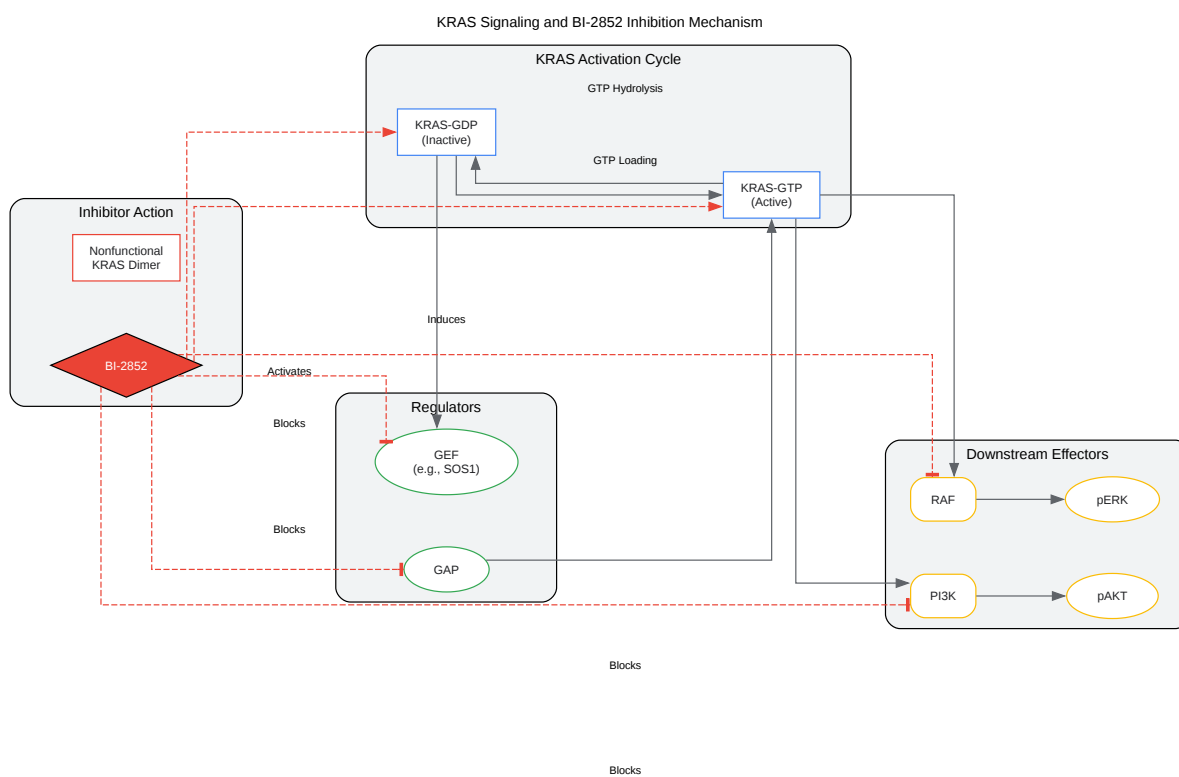 KRAS Signaling and BI-2852 Inhibition Mechanism
KRAS Activation Cycle
GTP Hydrolysis
KRAS-GDP
(Inactive)
GTP Loading
KRAS-GTP
(Active)
Inhibitor Action
Nonfunctional
KRAS Dimer
BI-2852
Induces
Activates
Blocks
Blocks
Regulators
GEF
(e.g., SOS1)
GAP
Downstream Effectors
RAF
pERK
PI3K
pAKT
Blocks
Blocks